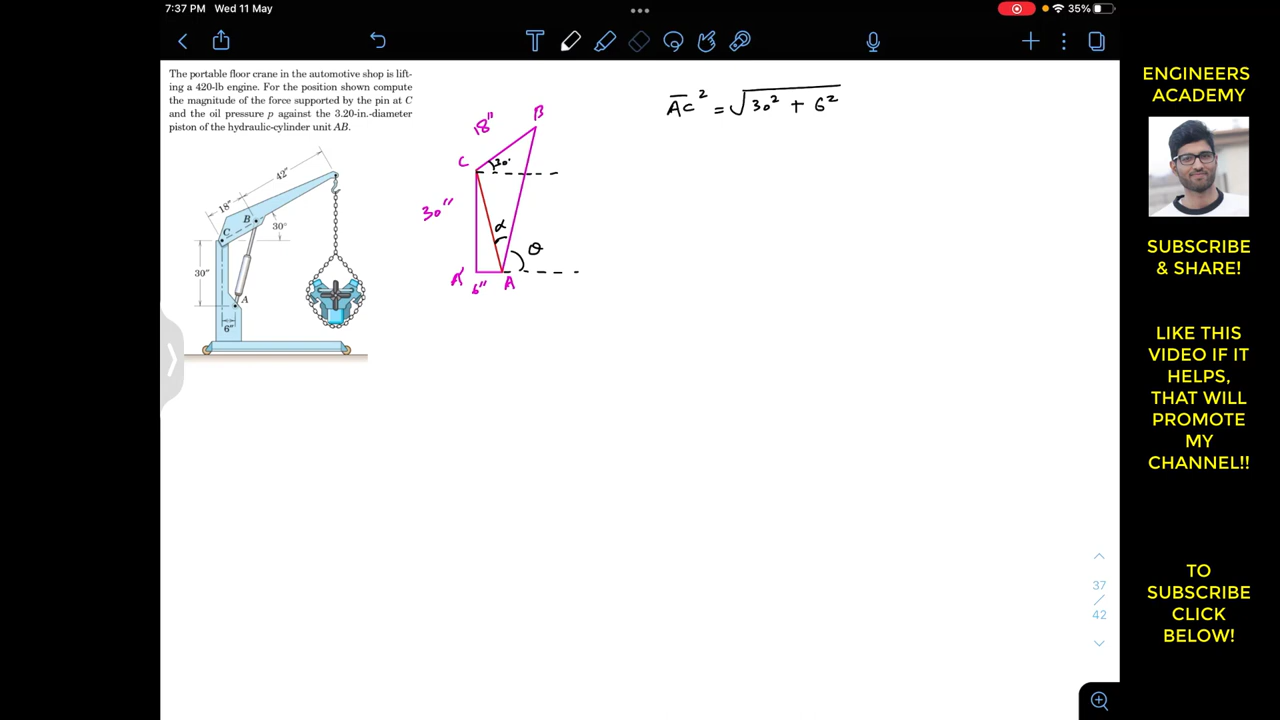 7:37 PM Wed 11 May
35%
The portable floor crane in the automotive shop is lift-
ing a 420-lb engine. For the position shown compute
the magnitude of the force supported by the pin at C
and the oil pressure p against the 3.20-in.-diameter
piston of the hydraulic-cylinder unit AB.
42"
18"
B
C
30°
30"
A
6"
B
18"
C
30°
30"
α
θ
A'
6"
A
AC² = √30² + 6²
ENGINEERS
ACADEMY
SUBSCRIBE
& SHARE!
LIKE THIS
VIDEO IF IT
HELPS,
THAT WILL
PROMOTE
MY
CHANNEL!!
TO
SUBSCRIBE
CLICK
BELOW!
37
/
42